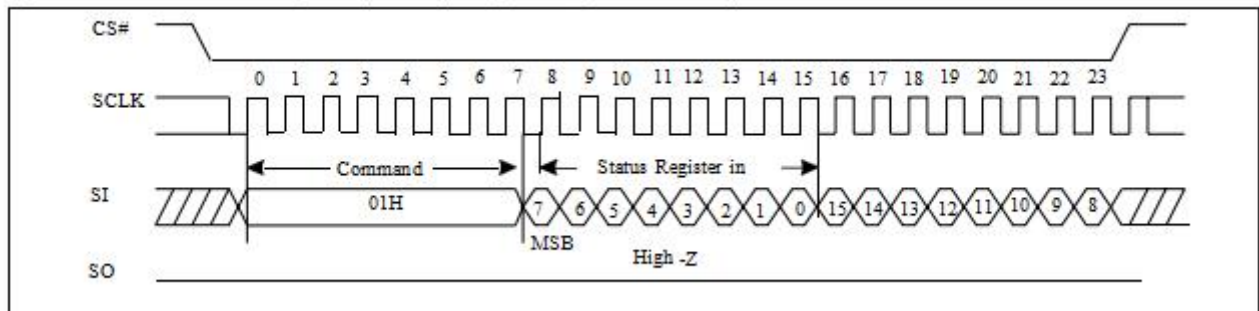 CS#
0 1 2 3 4 5 6 7 8 9 10 11 12 13 14 15 16 17 18 19 20 21 22 23
SCLK
Command Status Register in
SI 01H 7 6 5 4 3 2 1 0 15 14 13 12 11 10 9 8
MSB
High -Z
SO